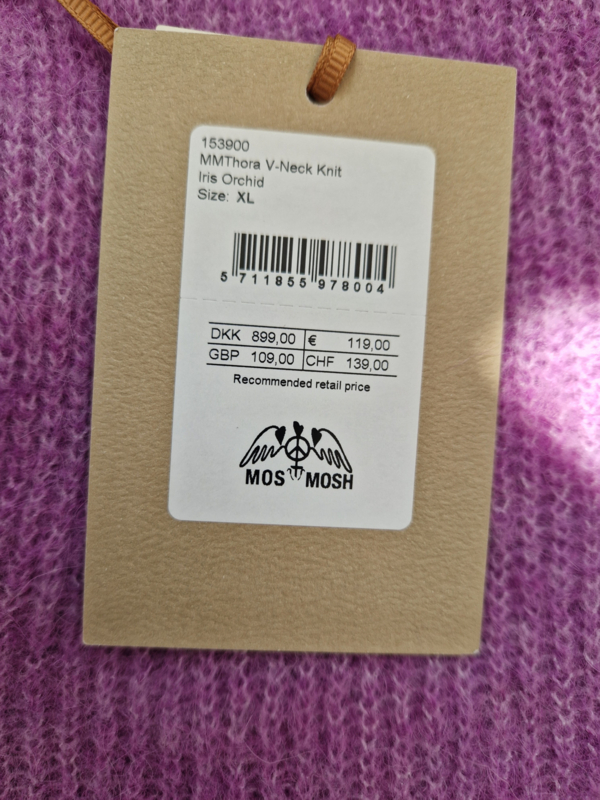 153900
MMThora V-Neck Knit
Iris Orchid
Size: XL
5 711855 978004
DKK 899,00 € 119,00
GBP 109,00 CHF 139,00
Recommended retail price
MOS MOSH